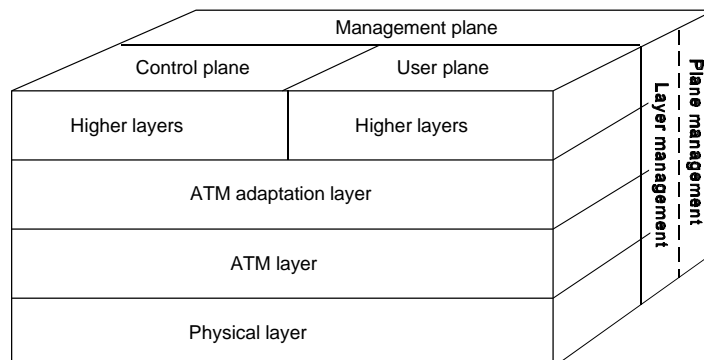 Management plane
Control plane
User plane
Higher layers
Higher layers
ATM adaptation layer
ATM layer
Physical layer
Layer management
Plane management